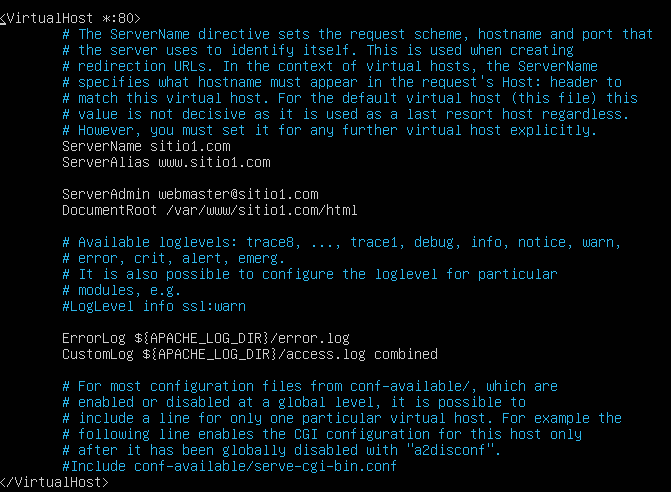 <VirtualHost *:80>
# The ServerName directive sets the request scheme, hostname and port that
# the server uses to identify itself. This is used when creating
# redirection URLs. In the context of virtual hosts, the ServerName
# specifies what hostname must appear in the request's Host: header to
# match this virtual host. For the default virtual host (this file) this
# value is not decisive as it is used as a last resort host regardless.
# However, you must set it for any further virtual host explicitly.
ServerName sitio1.com
ServerAlias www.sitio1.com
ServerAdmin webmaster@sitio1.com
DocumentRoot /var/www/sitio1.com/html
# Available loglevels: trace8, ..., trace1, debug, info, notice, warn,
# error, crit, alert, emerg.
# It is also possible to configure the loglevel for particular
# modules, e.g.
#LogLevel info ssl:warn
ErrorLog ${APACHE_LOG_DIR}/error.log
CustomLog ${APACHE_LOG_DIR}/access.log combined
# For most configuration files from conf-available/, which are
# enabled or disabled at a global level, it is possible to
# include a line for only one particular virtual host. For example the
# following line enables the CGI configuration for this host only
# after it has been globally disabled with "a2disconf".
#Include conf-available/serve-cgi-bin.conf
</VirtualHost>